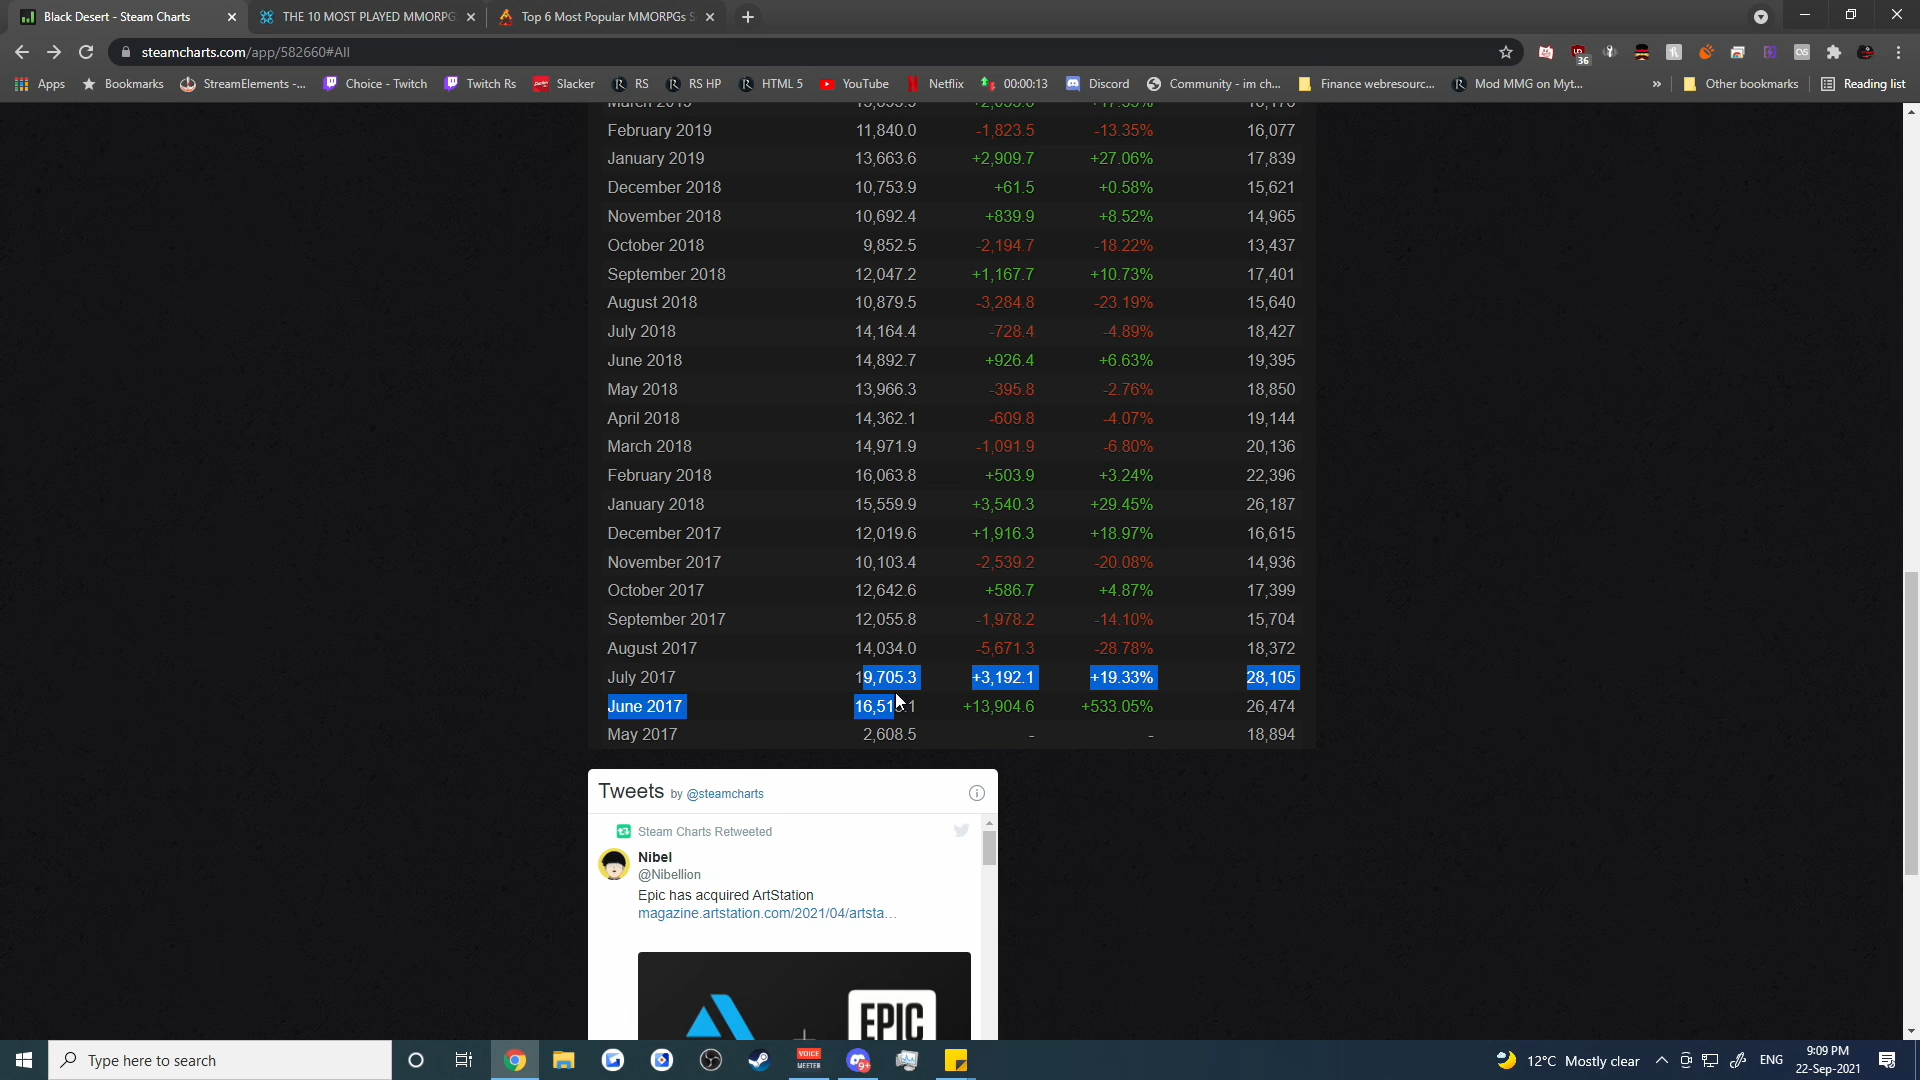 Black Desert - Steam Charts
THE 10 MOST PLAYED MMORPG
Top 6 Most Popular MMORPGs S
steamcharts.com/app/582660#All
36
Apps Bookmarks StreamElements -... Choice - Twitch Twitch Rs Slacker RS RS HP HTML 5 YouTube Netflix 00:00:13 Discord Community - im ch... Finance webresourc... Mod MMG on Myt... » Other bookmarks Reading list
February 2019 11,840.0 -1,823.5 -13.35% 16,077
January 2019 13,663.6 +2,909.7 +27.06% 17,839
December 2018 10,753.9 +61.5 +0.58% 15,621
November 2018 10,692.4 +839.9 +8.52% 14,965
October 2018 9,852.5 -2,194.7 -18.22% 13,437
September 2018 12,047.2 +1,167.7 +10.73% 17,401
August 2018 10,879.5 -3,284.8 -23.19% 15,640
July 2018 14,164.4 -728.4 -4.89% 18,427
June 2018 14,892.7 +926.4 +6.63% 19,395
May 2018 13,966.3 -395.8 -2.76% 18,850
April 2018 14,362.1 -609.8 -4.07% 19,144
March 2018 14,971.9 -1,091.9 -6.80% 20,136
February 2018 16,063.8 +503.9 +3.24% 22,396
January 2018 15,559.9 +3,540.3 +29.45% 26,187
December 2017 12,019.6 +1,916.3 +18.97% 16,615
November 2017 10,103.4 -2,539.2 -20.08% 14,936
October 2017 12,642.6 +586.7 +4.87% 17,399
September 2017 12,055.8 -1,978.2 -14.10% 15,704
August 2017 14,034.0 -5,671.3 -28.78% 18,372
July 2017 19,705.3 +3,192.1 +19.33% 28,105
June 2017 +13,904.6 +533.05% 26,474
May 2017 2,608.5 - - 18,894
Tweets by @steamcharts
Steam Charts Retweeted
Nibel
@Nibellion
Epic has acquired ArtStation
magazine.artstation.com/2021/04/artsta...
EPIC
Type here to search
VOICE
MEETER
9+
12°C Mostly clear
ENG
9:09 PM
22-Sep-2021